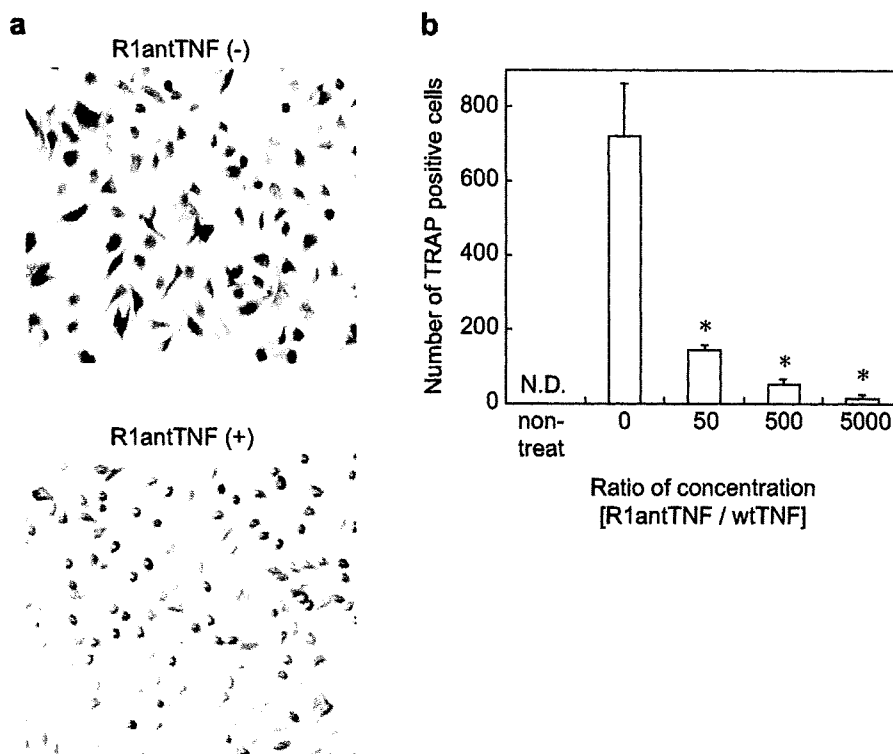 a
R1antTNF (-)
R1antTNF (+)
b
Number of TRAP positive cells
800
600
400
200
0
N.D.
*
*
*
non-treat
0
50
500
5000
Ratio of concentration
[R1antTNF / wtTNF]